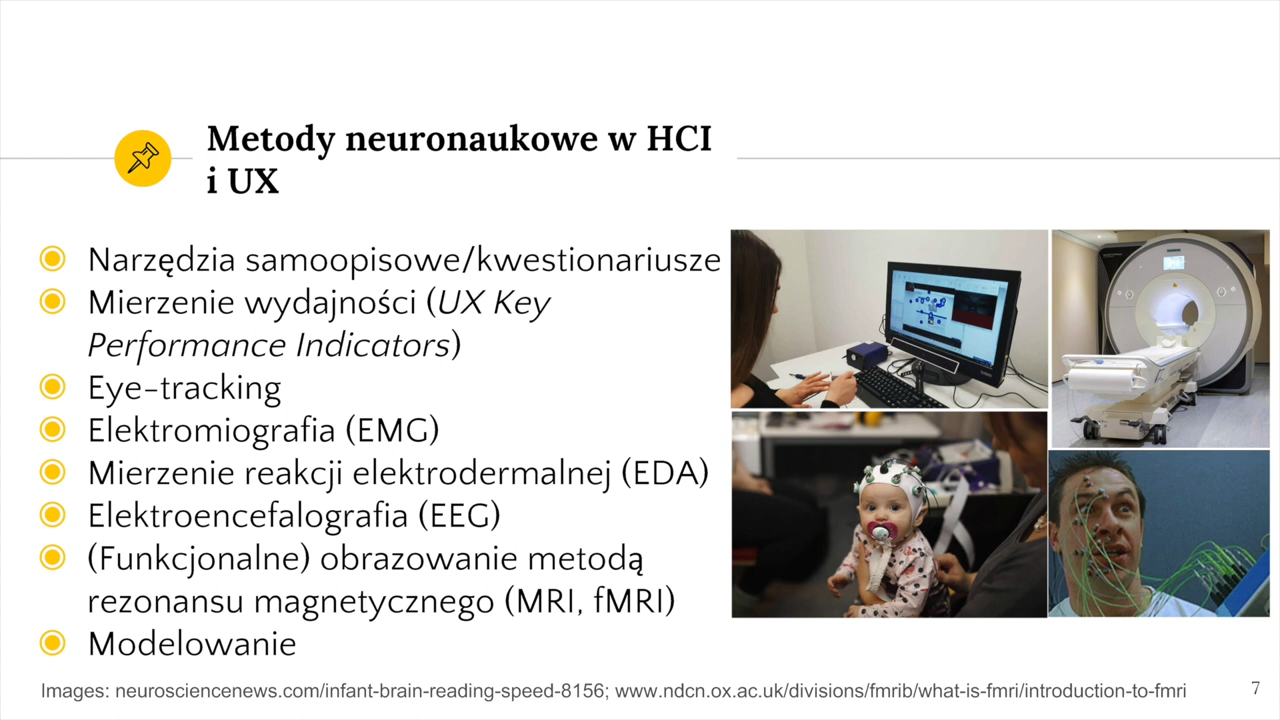 Metody neuronaukowe w HCI
i UX
Narzędzia samoopisowe/kwestionariusze
Mierzenie wydajności (UX Key
Performance Indicators)
Eye-tracking
Elektromiografia (EMG)
Mierzenie reakcji elektrodermalnej (EDA)
Elektroencefalografia (EEG)
(Funkcjonalne) obrazowanie metodą
rezonansu magnetycznego (MRI, fMRI)
Modelowanie
Images: neurosciencenews.com/infant-brain-reading-speed-8156; www.ndcn.ox.ac.uk/divisions/fmrib/what-is-fmri/introduction-to-fmri
7